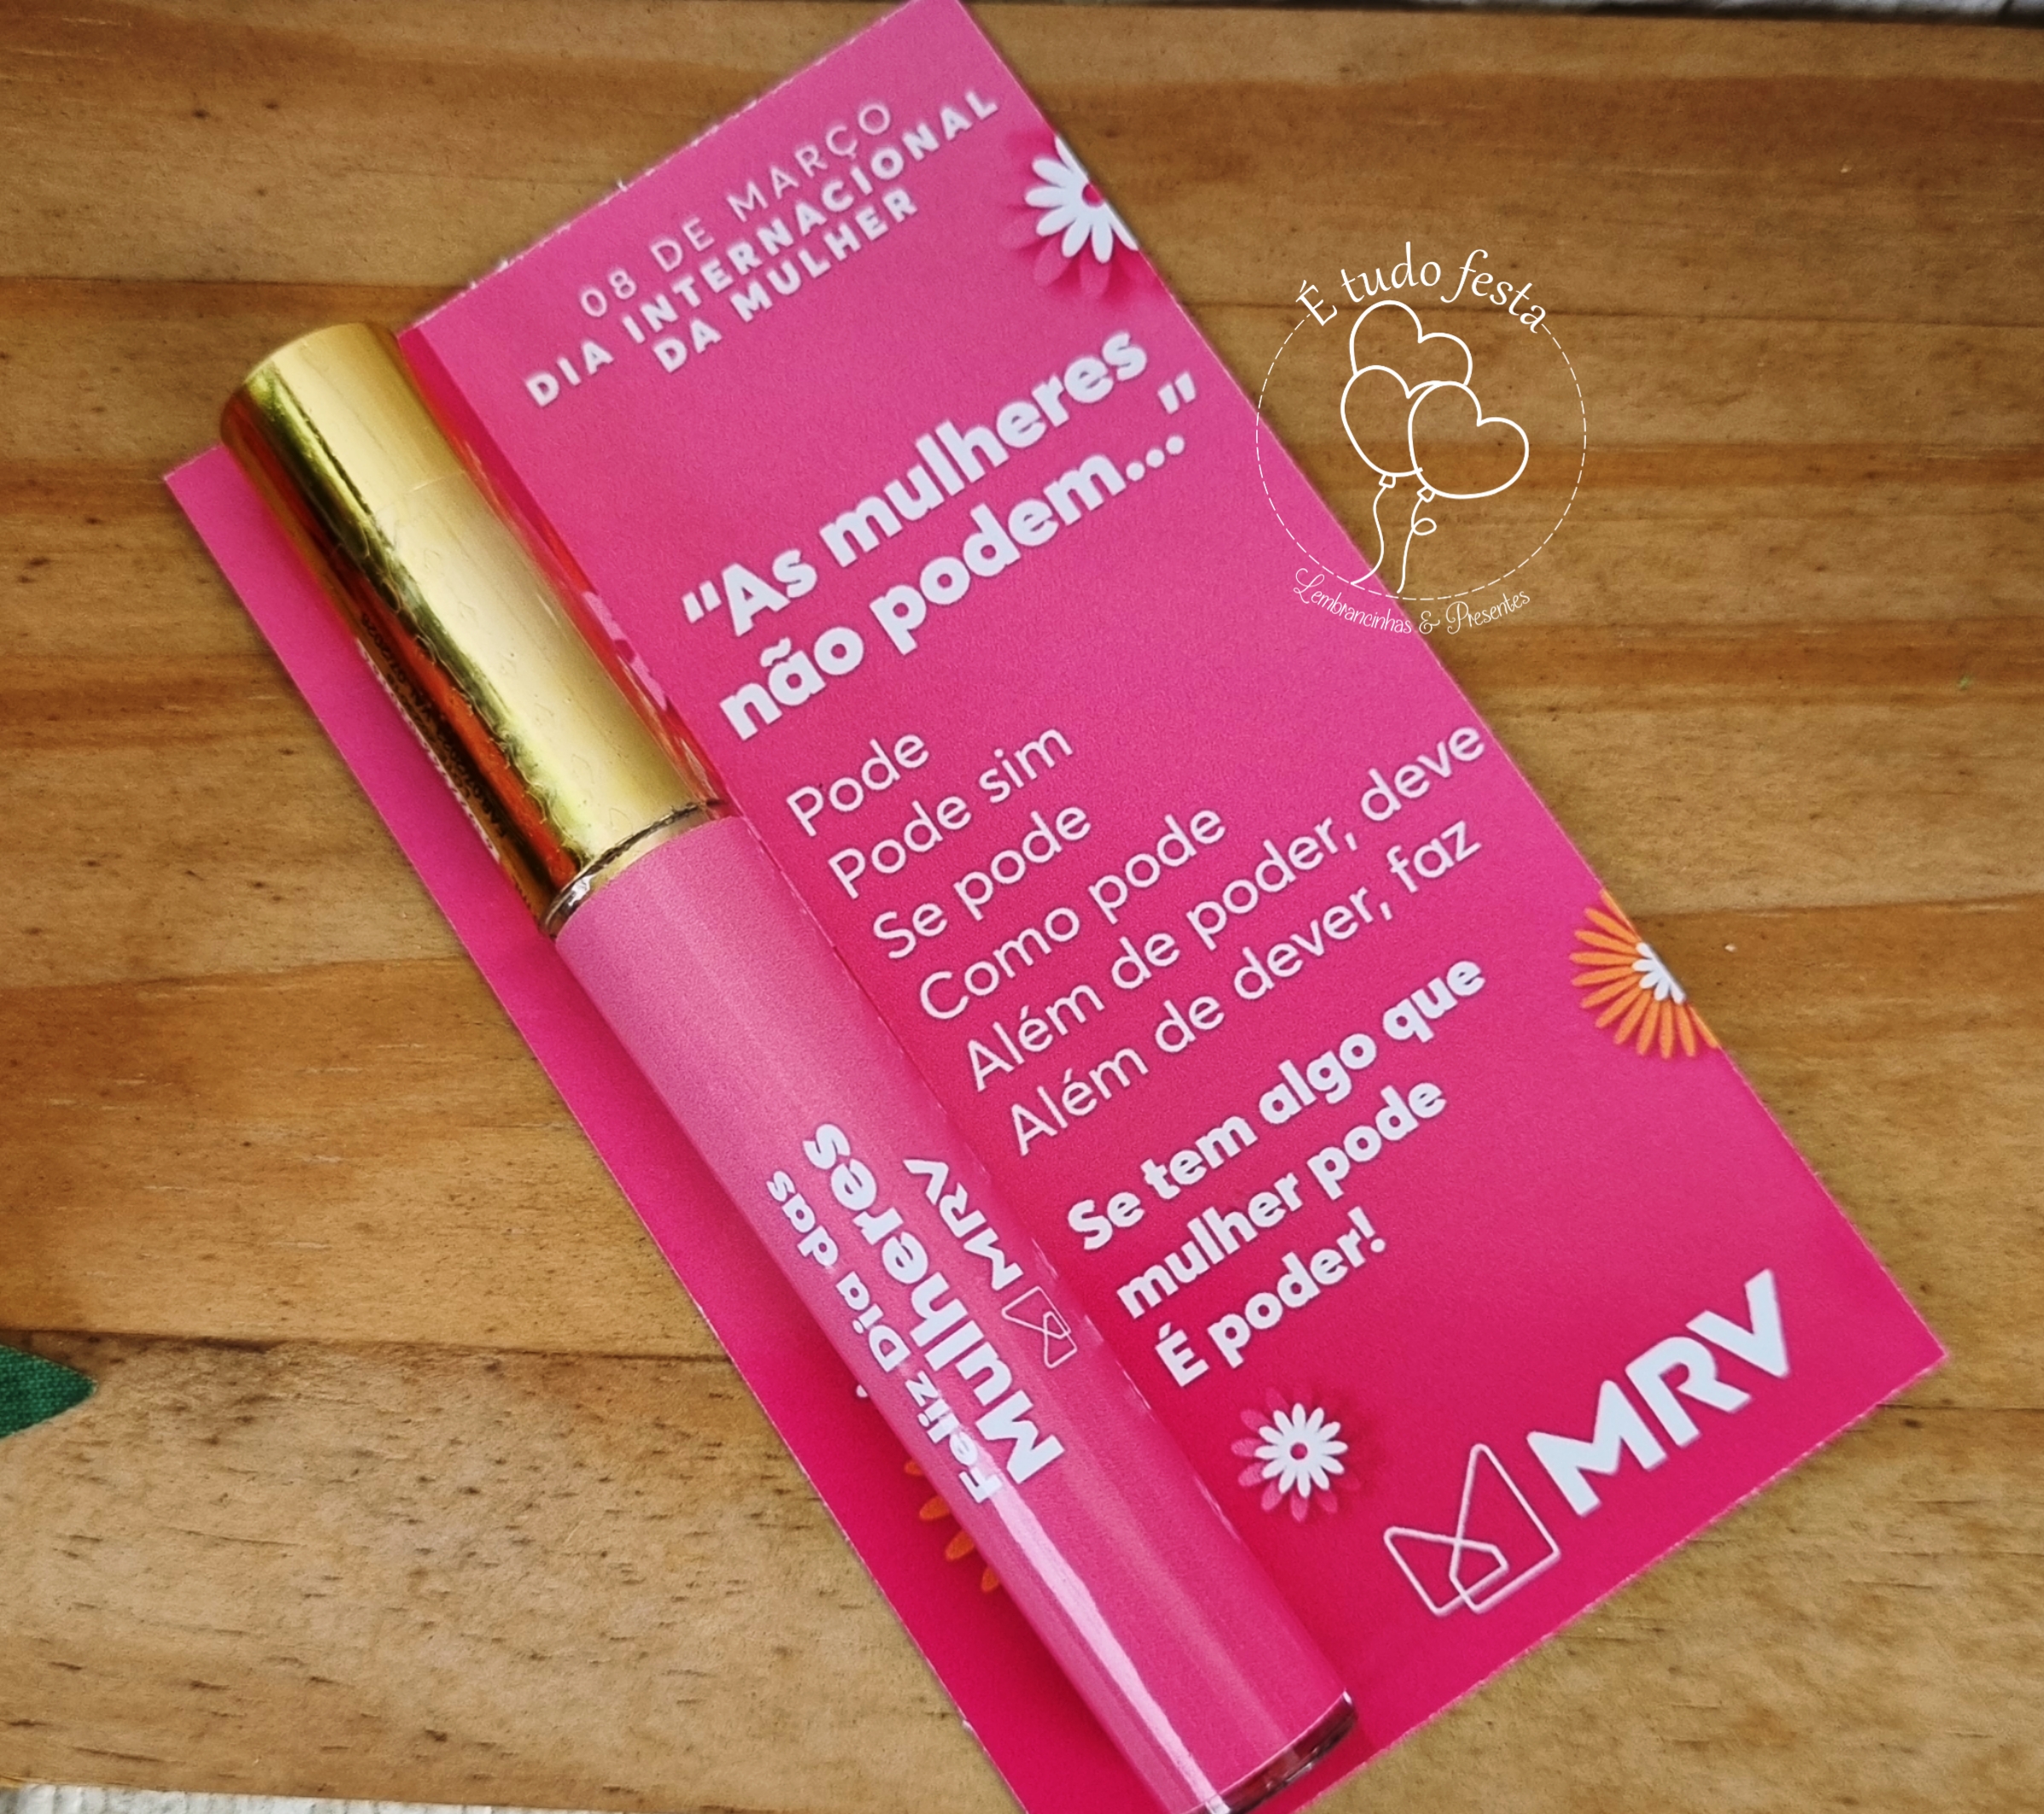 08 DE MARÇO
DIA INTERNACIONAL
DA MULHER
"As mulheres
não podem..."
Pode
Pode sim
Se pode
Como pode
Além de poder, deve
Além de dever, faz
Se tem algo que
mulher pode
É poder!
MRV
Feliz Dia das
Mulheres
MRV
É tudo festa
Lembrancinhas & Presentes